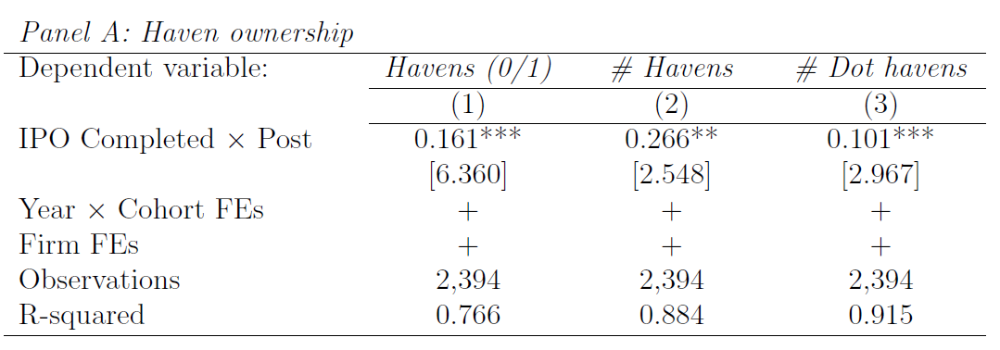 Panel A: Haven ownership
Dependent variable: Havens (0/1) # Havens # Dot havens
(1) (2) (3)
IPO Completed × Post 0.161*** 0.266** 0.101***
[6.360] [2.548] [2.967]
Year × Cohort FEs + + +
Firm FEs + + +
Observations 2,394 2,394 2,394
R-squared 0.766 0.884 0.915